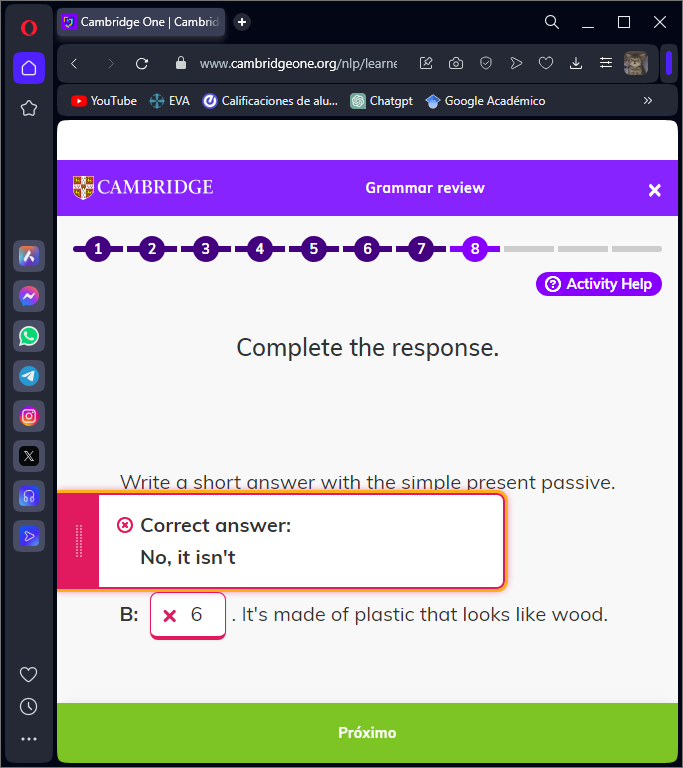 Cambridge One | Cambrid
www.cambridgeone.org/nlp/learne
YouTube EVA Calificaciones de alu... Chatgpt Google Académico »
CAMBRIDGE Grammar review
1 2 3 4 5 6 7 8
Activity Help
Complete the response.
Write a short answer with the simple present passive.
Correct answer:
No, it isn't
B: 6 . It's made of plastic that looks like wood.
Próximo